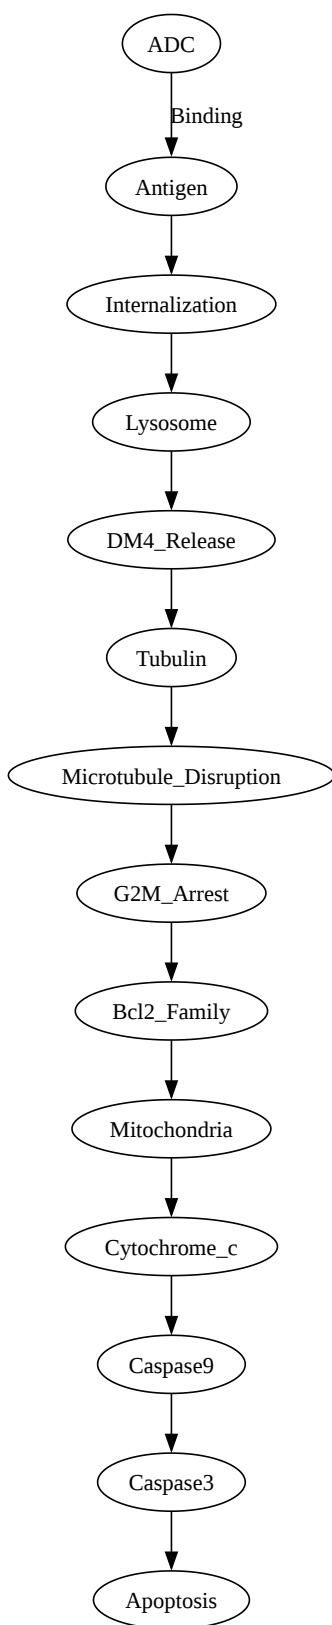 ADC
Binding
Antigen
Internalization
Lysosome
DM4_Release
Tubulin
Microtubule_Disruption
G2M_Arrest
Bcl2_Family
Mitochondria
Cytochrome_c
Caspase9
Caspase3
Apoptosis